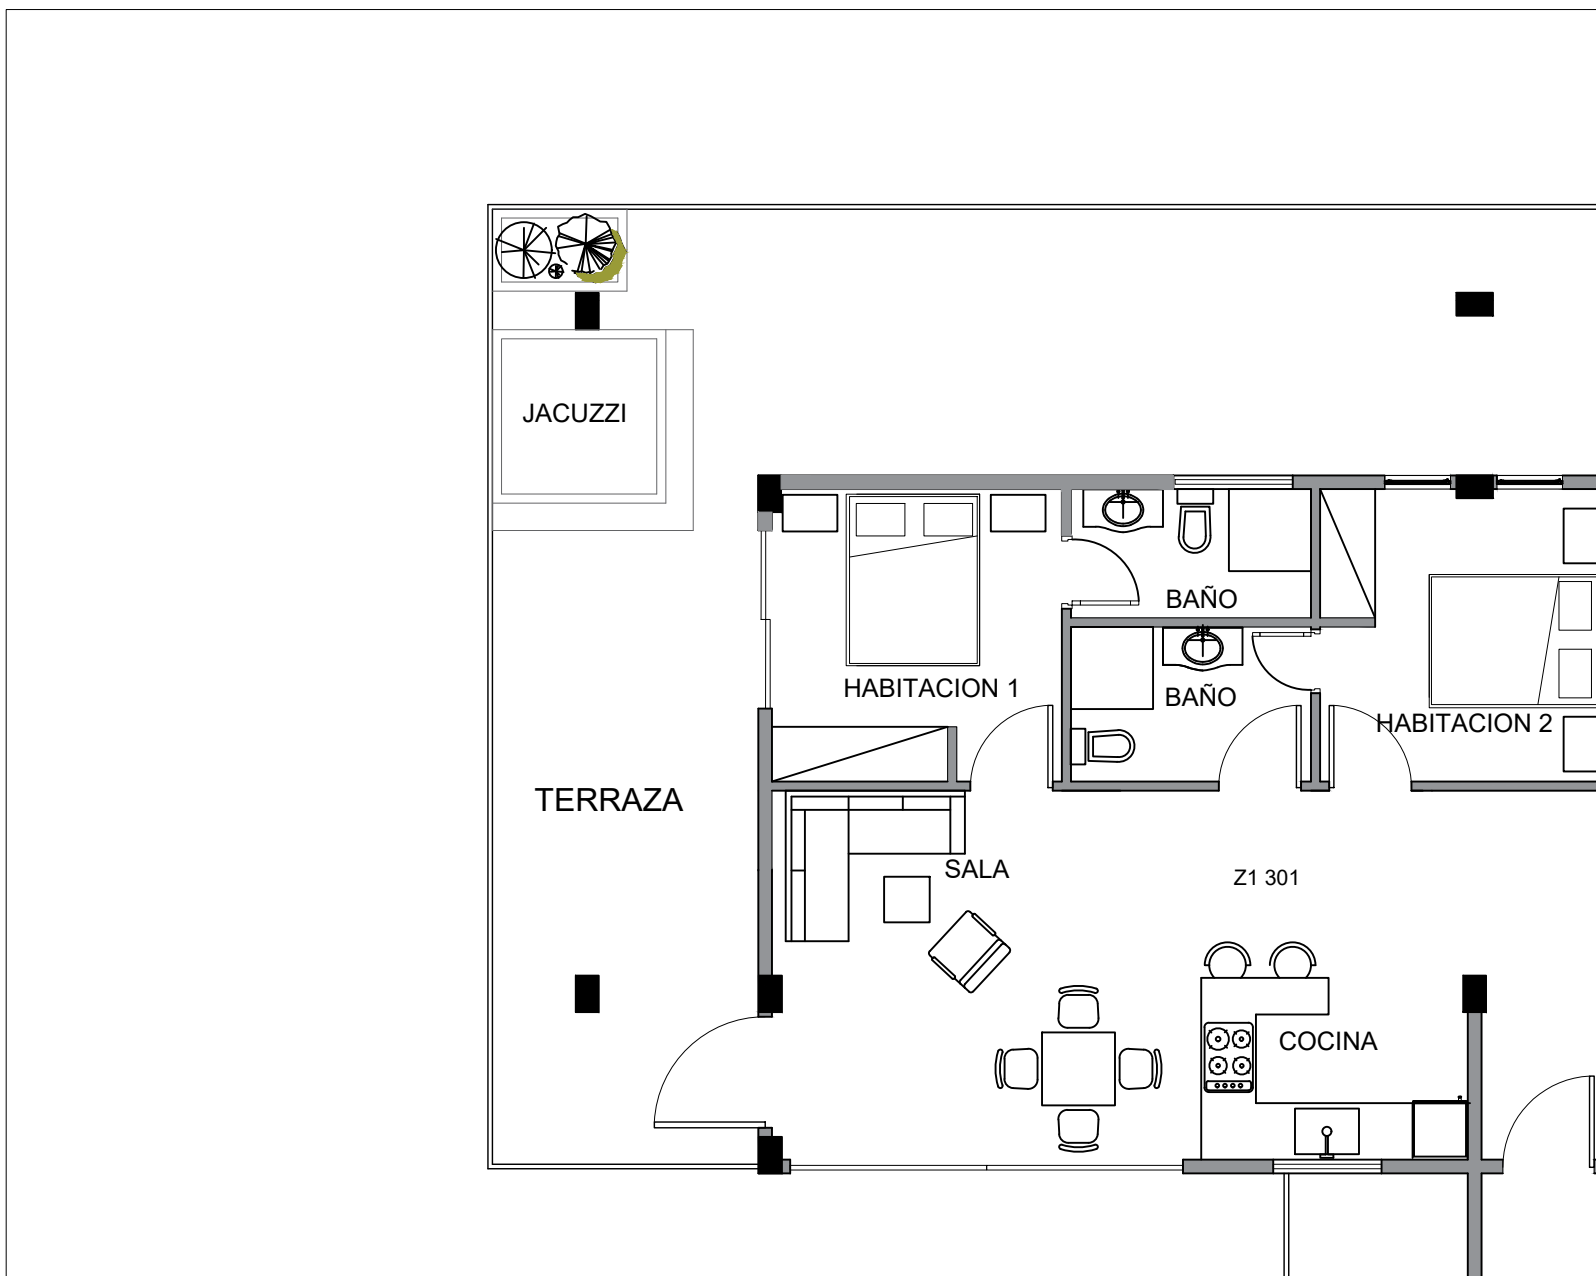 JACUZZI
BAÑO
HABITACION 1
BAÑO
HABITACION 2
TERRAZA
SALA
Z1 301
COCINA